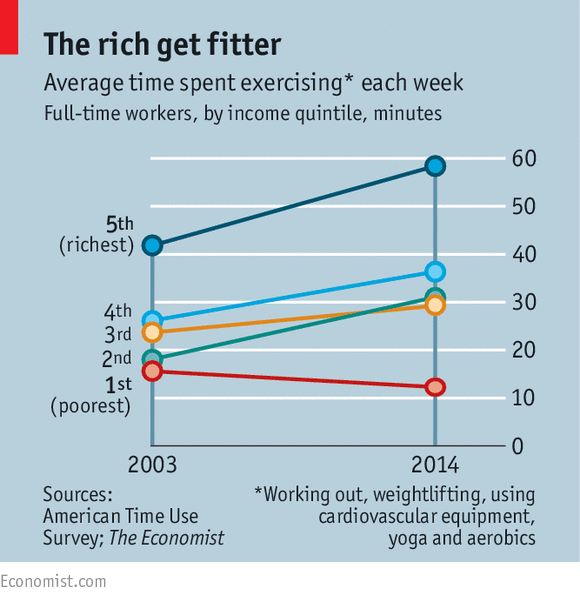 The rich get fitter
Average time spent exercising* each week
Full-time workers, by income quintile, minutes
60
50
40
30
20
10
0
5th
(richest)
4th
3rd
2nd
1st
(poorest)
2003
2014
Sources:
American Time Use
Survey; The Economist
*Working out, weightlifting, using
cardiovascular equipment,
yoga and aerobics
Economist.com